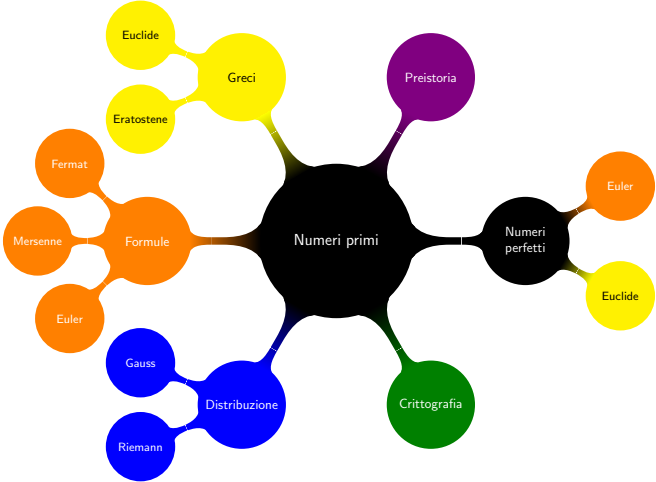 Euclide
Greci
Preistoria
Eratostene
Fermat
Euler
Mersenne
Formule
Numeri primi
Numeri
perfetti
Euclide
Euler
Gauss
Distribuzione
Crittografia
Riemann